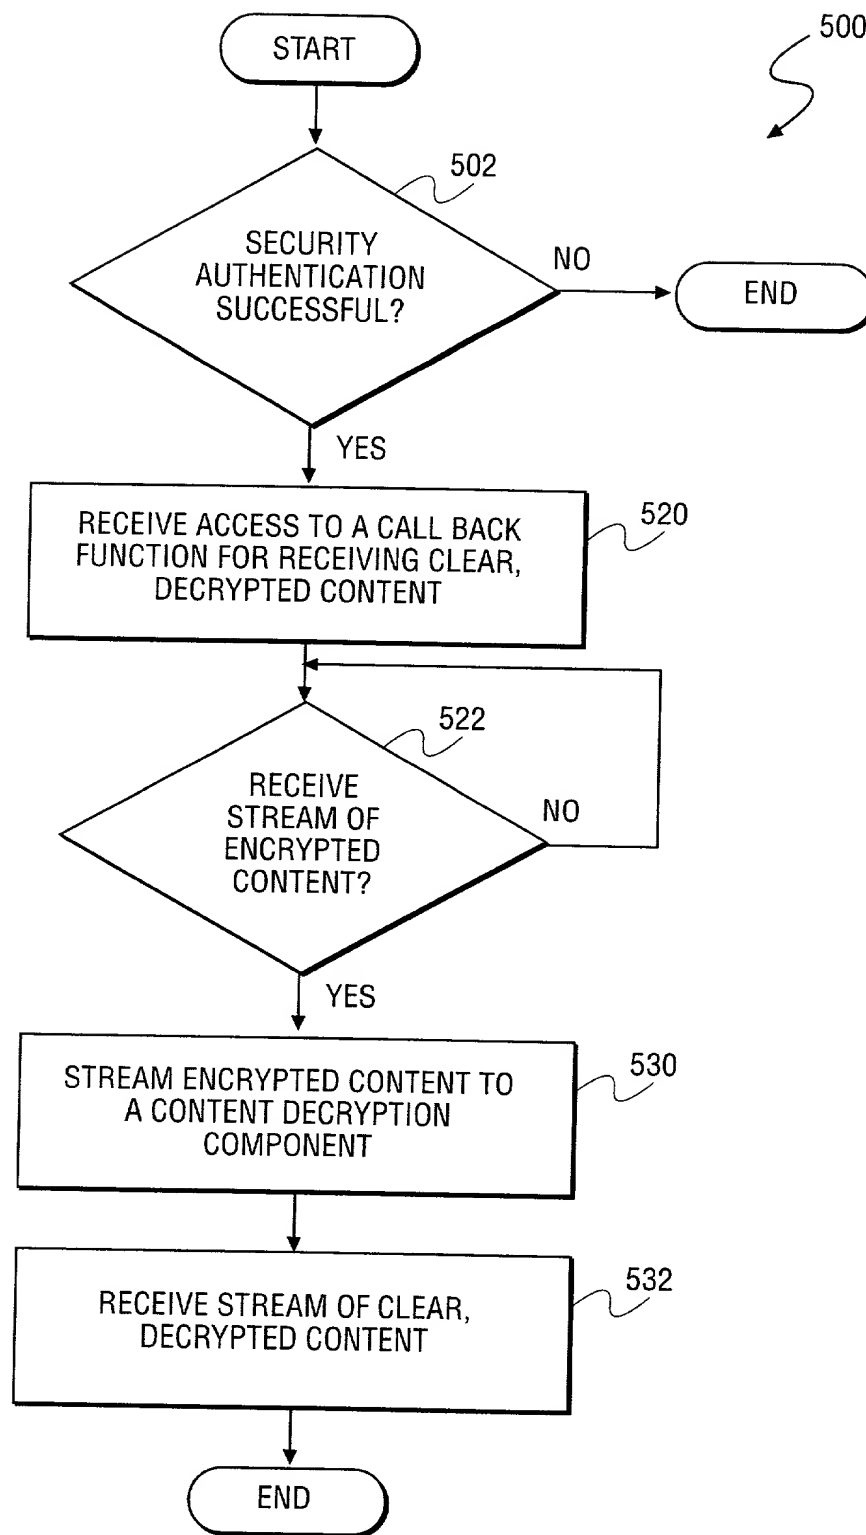 START
500
502
SECURITY
AUTHENTICATION
SUCCESSFUL?
NO
END
YES
RECEIVE ACCESS TO A CALL BACK
FUNCTION FOR RECEIVING CLEAR,
DECRYPTED CONTENT
520
522
RECEIVE
STREAM OF
ENCRYPTED
CONTENT?
NO
YES
STREAM ENCRYPTED CONTENT TO
A CONTENT DECRYPTION
COMPONENT
530
RECEIVE STREAM OF CLEAR,
DECRYPTED CONTENT
532
END